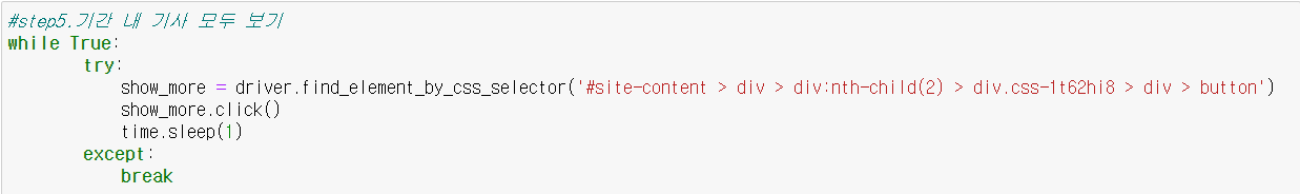 #step5.기간 내 기사 모두 보기
while True:
try:
show_more = driver.find_element_by_css_selector('#site-content > div > div:nth-child(2) > div.css-1t62hi8 > div > button')
show_more.click()
time.sleep(1)
except:
break